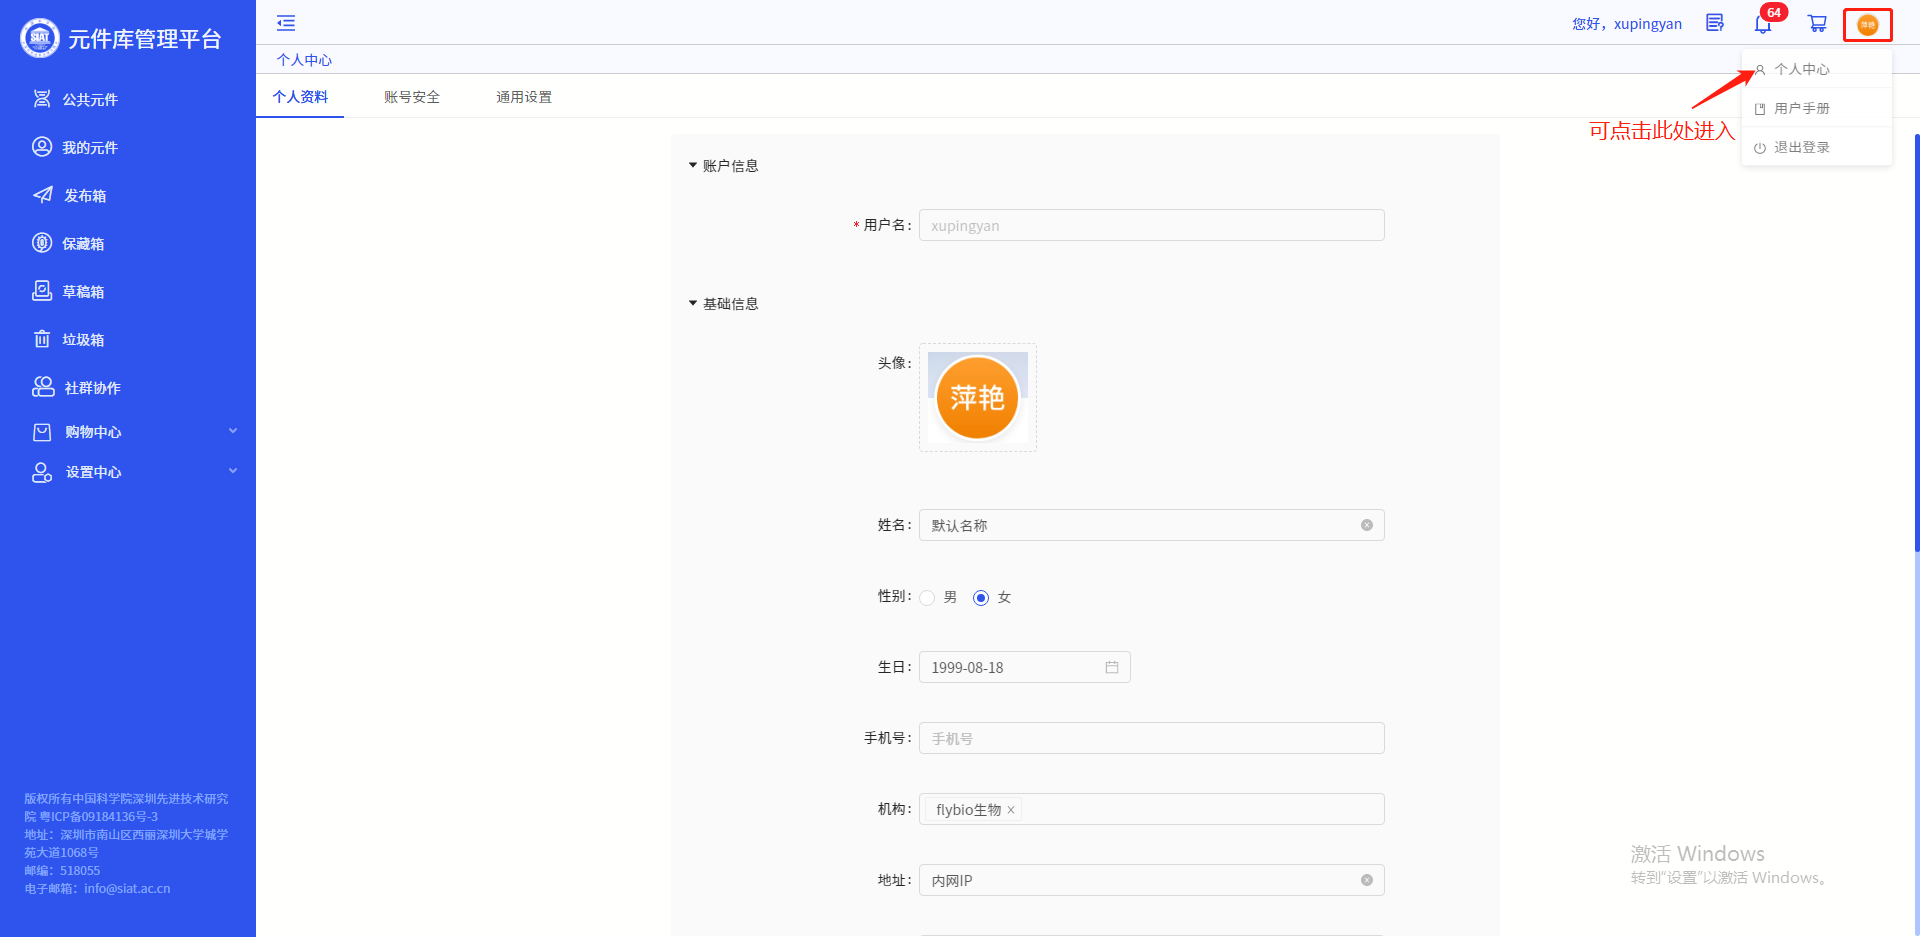 SIAT
元件库管理平台
公共元件
我的元件
发布箱
保藏箱
草稿箱
垃圾箱
社群协作
购物中心
设置中心
版权所有中国科学院深圳先进技术研究
院 粤ICP备09184136号-3
地址：深圳市南山区西丽深圳大学城学
苑大道1068号
邮编：518055
电子邮箱：info@siat.ac.cn
您好，xupingyan
64
萍艳
个人中心
个人资料
账号安全
通用设置
个人中心
用户手册
退出登录
可点击此处进入
账户信息
* 用户名：
xupingyan
基础信息
头像：
萍艳
姓名：
默认名称
性别：
男
女
生日：
1999-08-18
手机号：
手机号
机构：
flybio生物 ×
地址：
内网IP
激活 Windows
转到“设置”以激活 Windows。